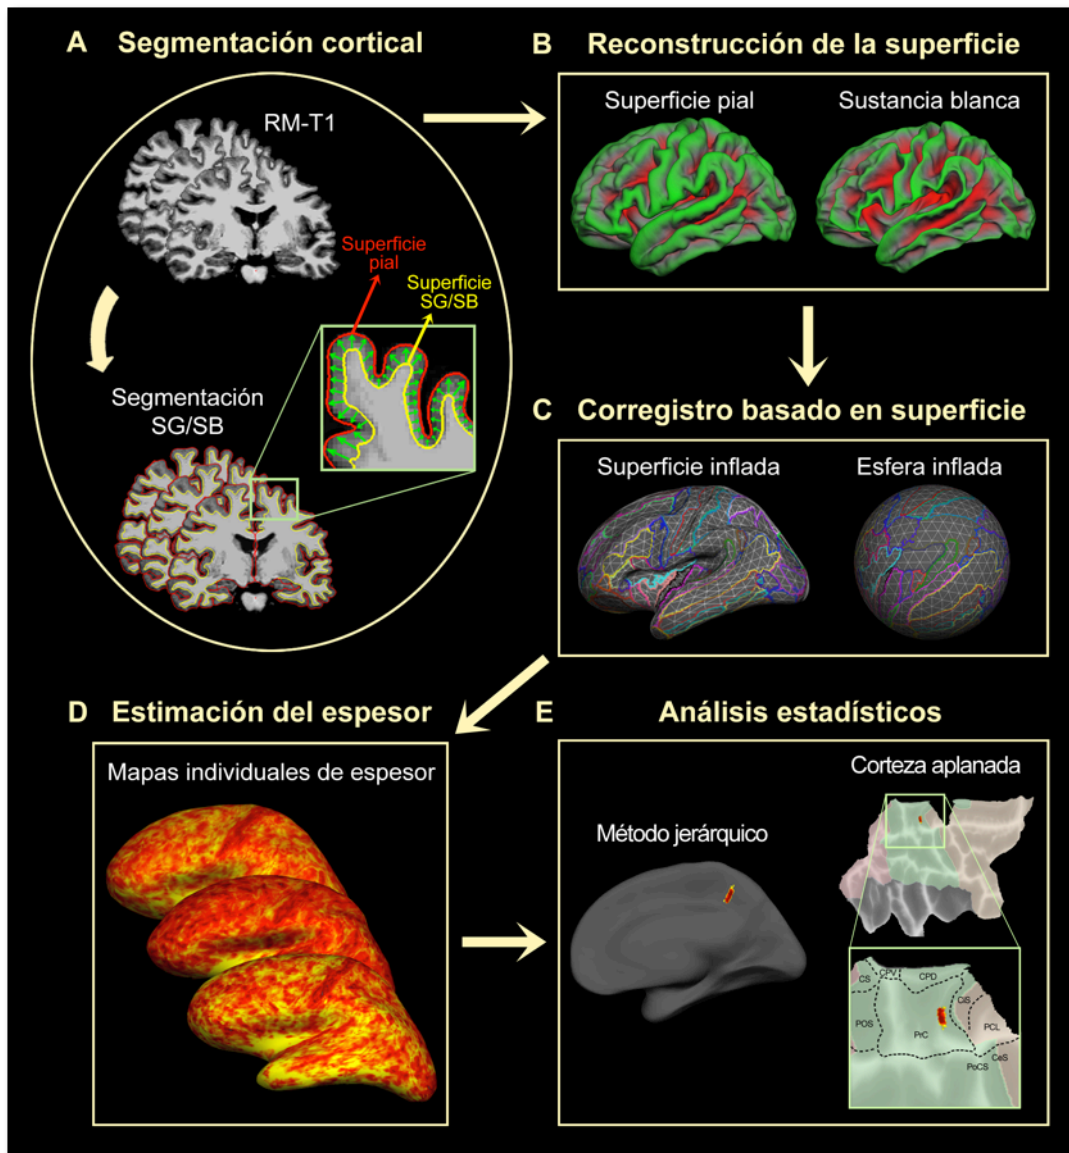 A Segmentación cortical
RM-T1
Superficie
pial
Superficie
SG/SB
Segmentación
SG/SB
B Reconstrucción de la superficie
Superficie pial
Sustancia blanca
C Corregistro basado en superficie
Superficie inflada
Esfera inflada
D Estimación del espesor
Mapas individuales de espesor
E Análisis estadísticos
Método jerárquico
Corteza aplanada
CS
CPV
CPD
CiS
POS
PrC
PCL
PoCS
CeS